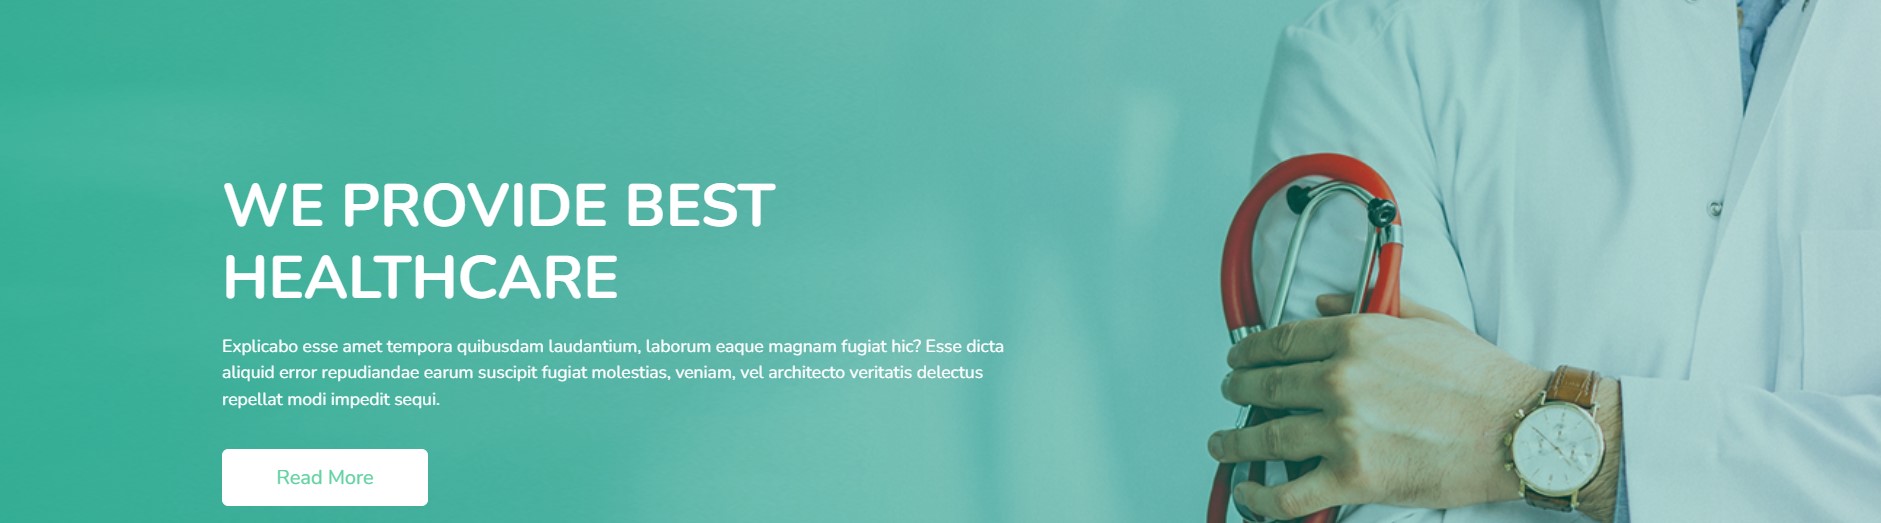 WE PROVIDE BEST
HEALTHCARE
Explicabo esse amet tempora quibusdam laudantium, laborum eaque magnam fugiat hic? Esse dicta
aliquid error repudiandae earum suscipit fugiat molestias, veniam, vel architecto veritatis delectus
repellat modi impedit sequi.
Read More